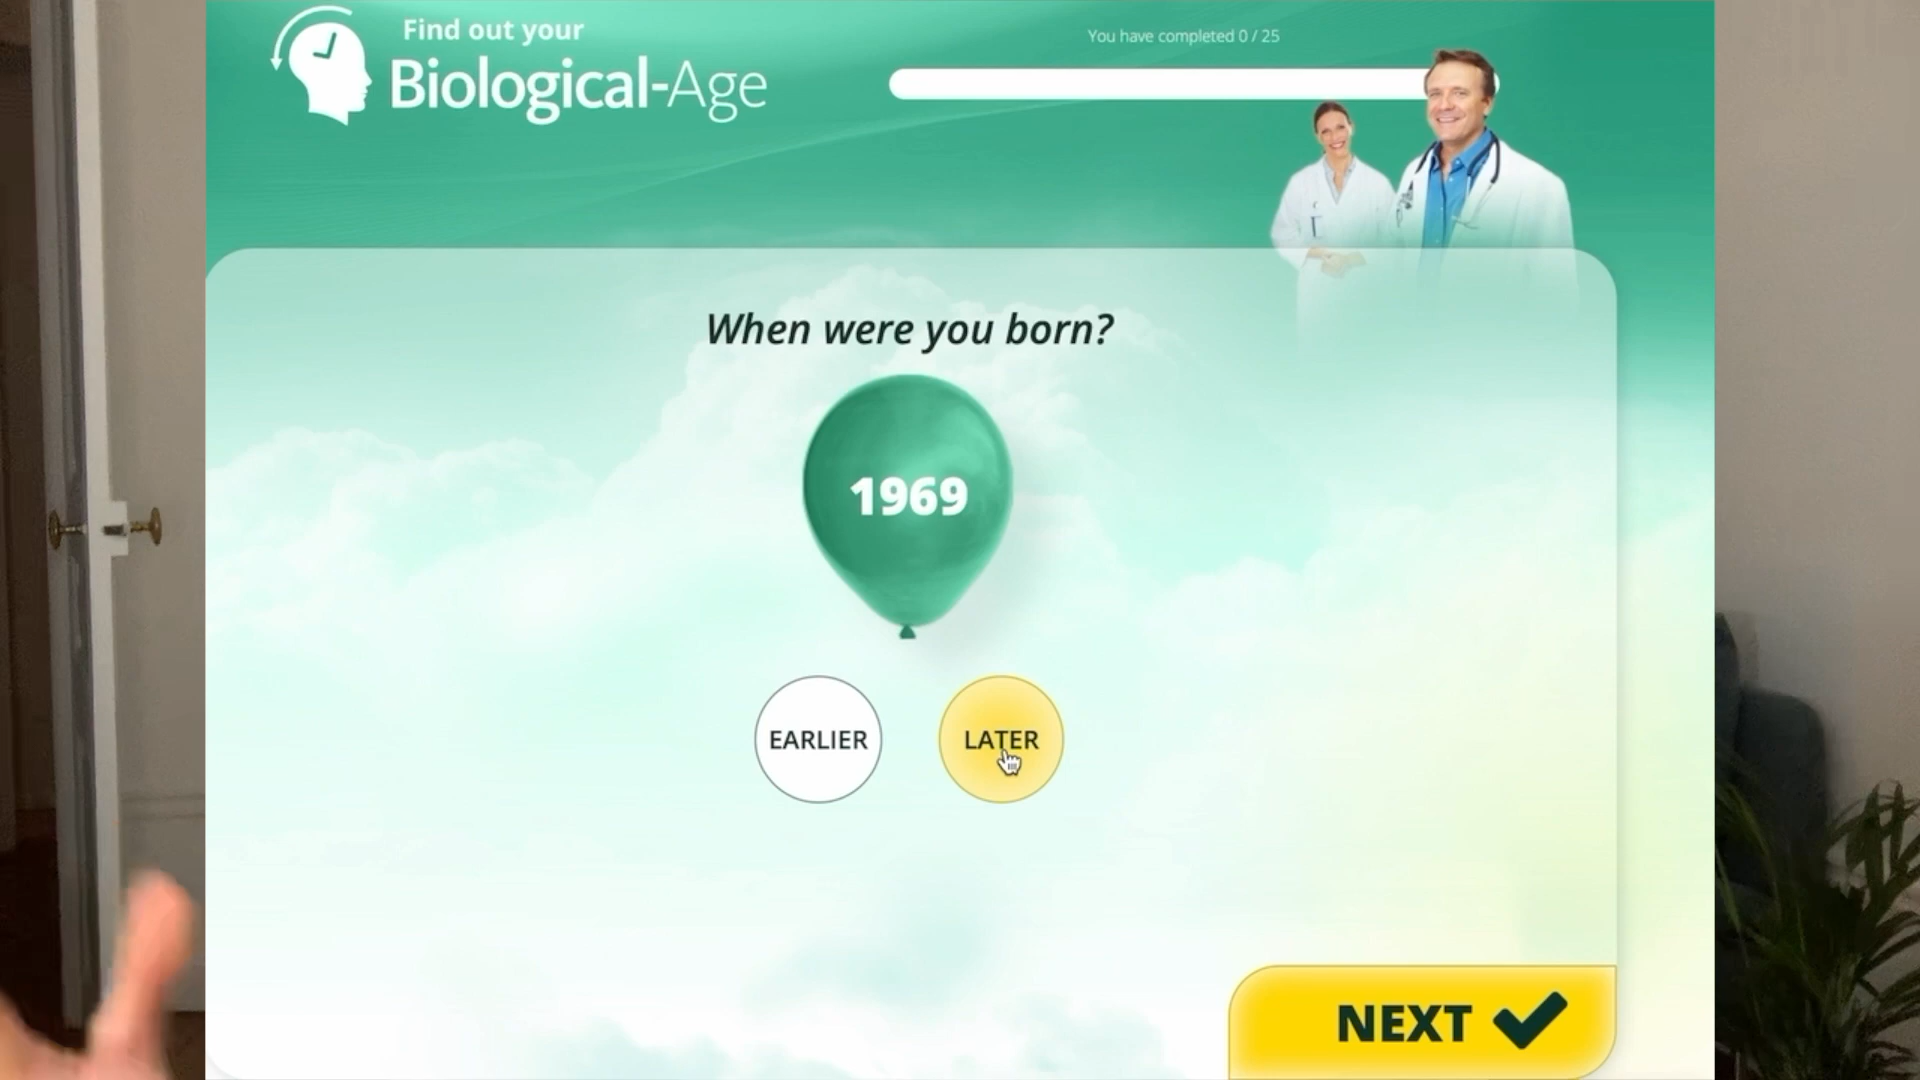 Find out your
Biological-Age
You have completed 0 / 25
When were you born?
1969
EARLIER
LATER
NEXT